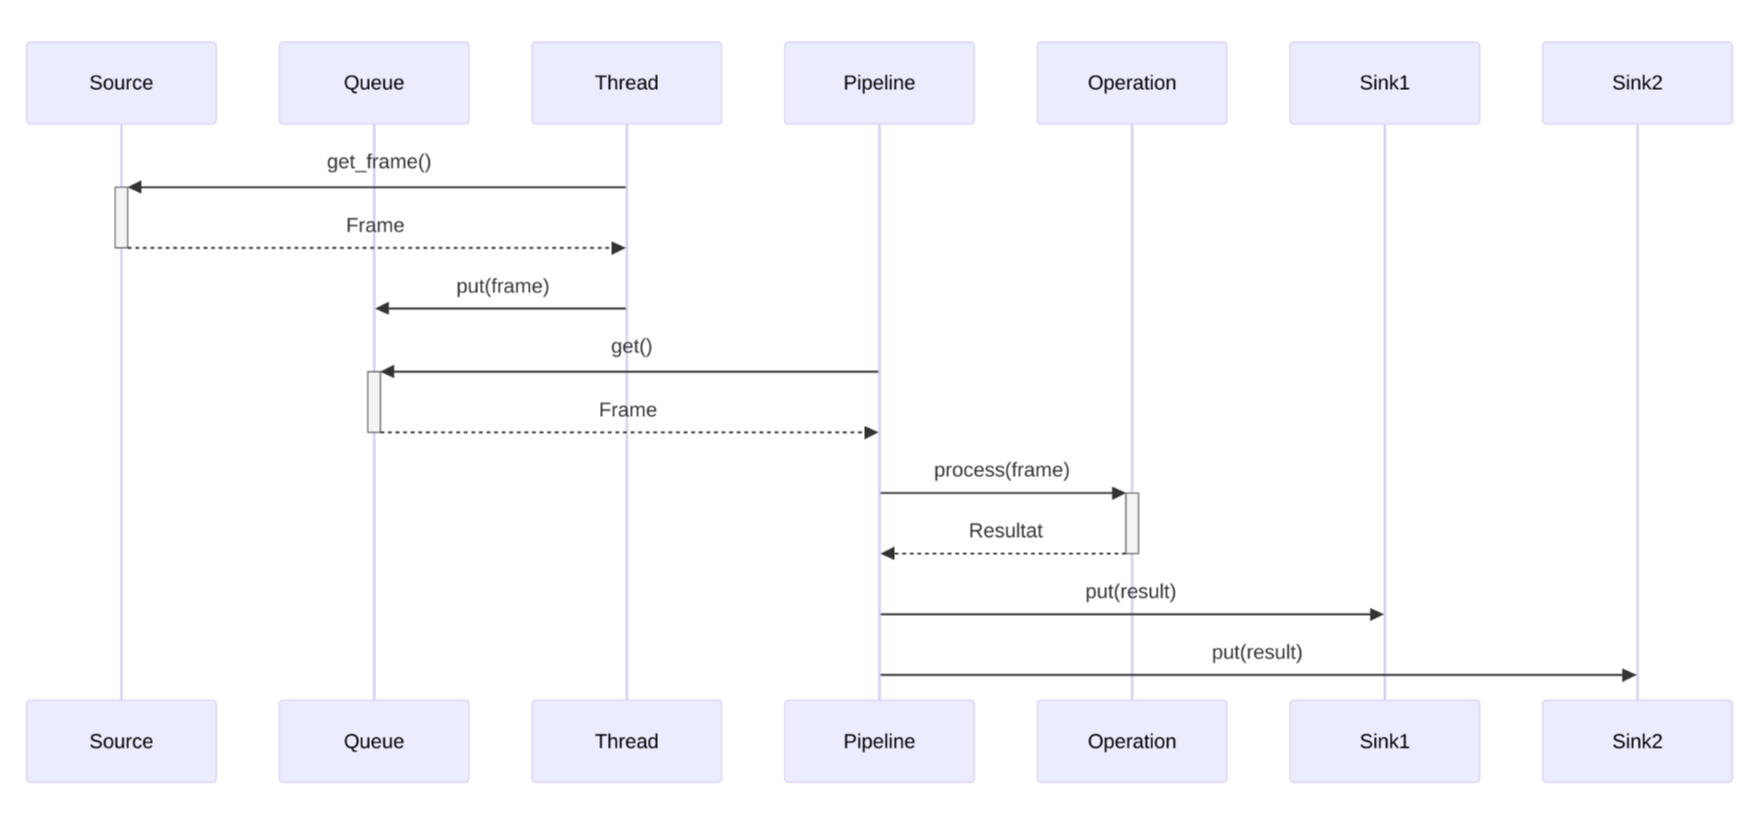 Source
Queue
Thread
Pipeline
Operation
Sink1
Sink2
get_frame()
Frame
put(frame)
get()
Frame
process(frame)
Resultat
put(result)
put(result)
Source
Queue
Thread
Pipeline
Operation
Sink1
Sink2